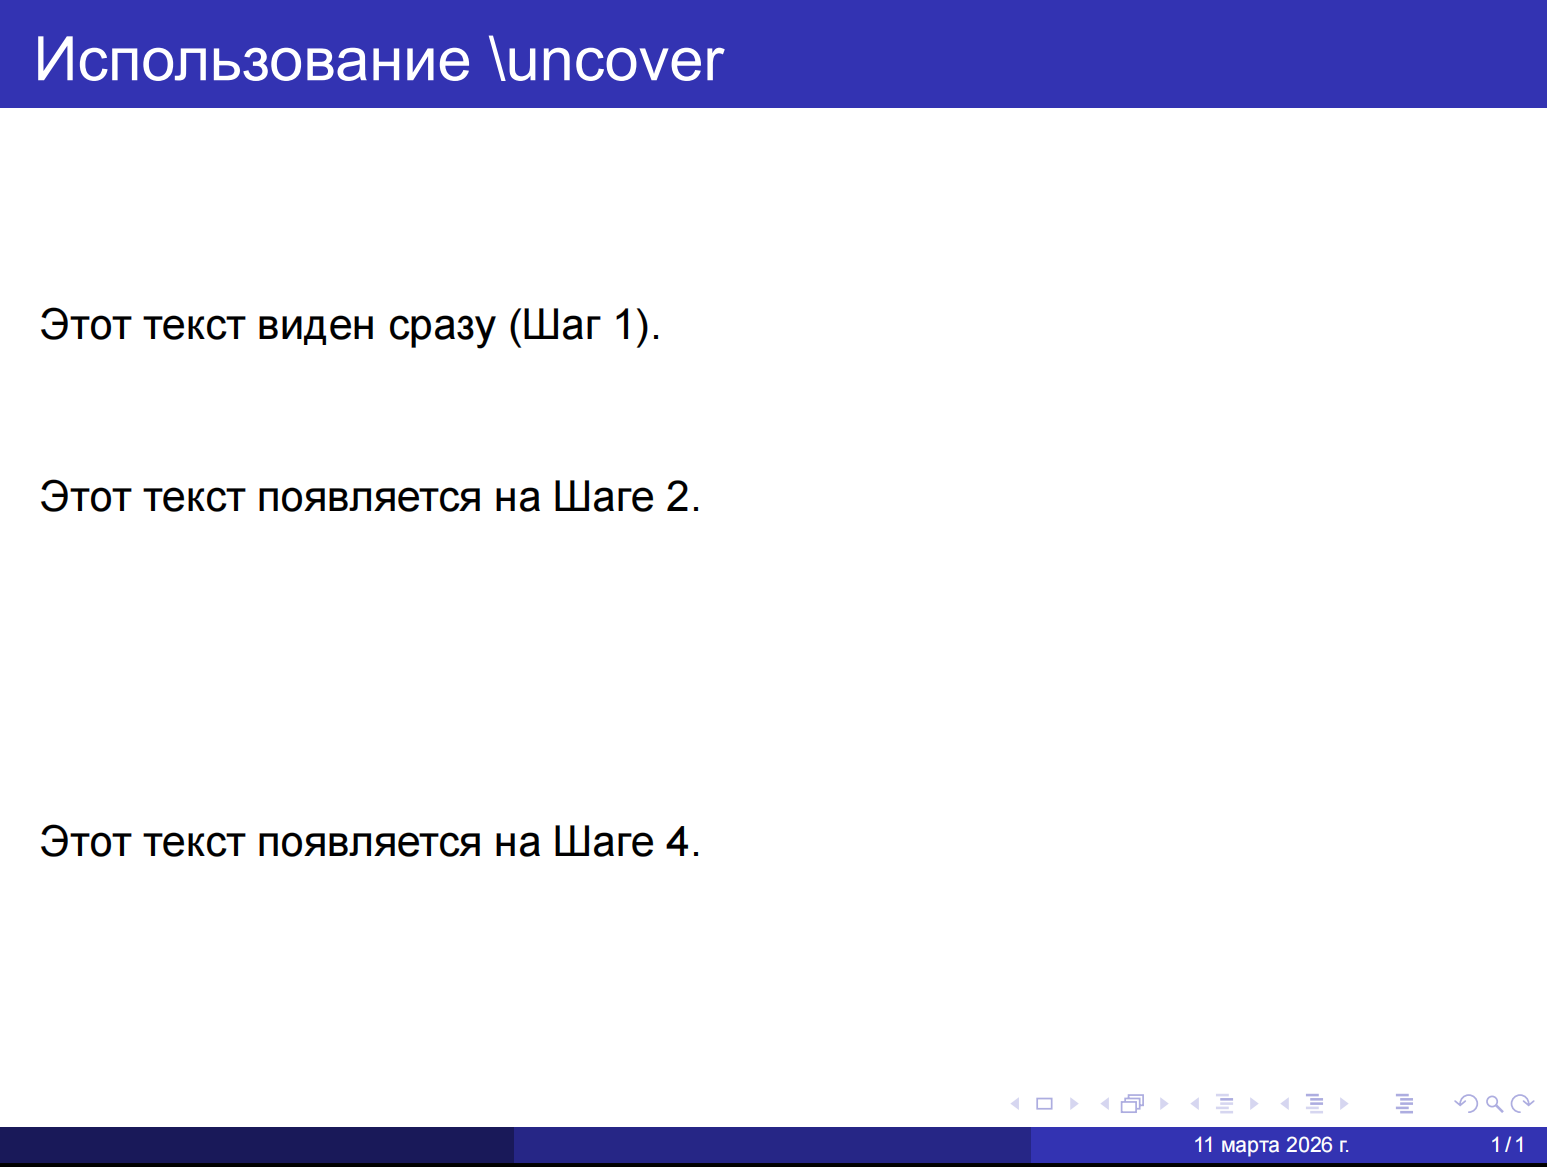 Использование \uncover
Этот текст виден сразу (Шаг 1).
Этот текст появляется на Шаге 2.
Этот текст появляется на Шаге 4.
11 марта 2026 г. 1 / 1